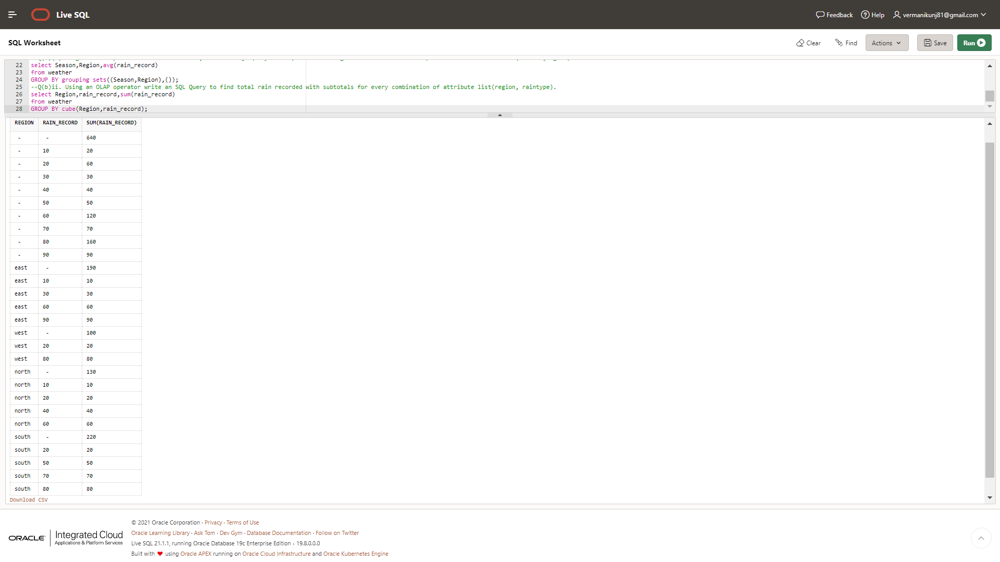 Live SQL
Feedback
Help
vermanikunj81@gmail.com
SQL Worksheet
Clear
Find
Actions
Save
Run
22 select Season,Region,avg(rain_record)
23 from weather
24 GROUP BY grouping sets((Season,Region),());
25 --Q(b)ii. Using an OLAP operator write an SQL Query to find total rain recorded with subtotals for every combination of attribute list(region, raintype).
26 select Region,rain_record,sum(rain_record)
27 from weather
28 GROUP BY cube(Region,rain_record);
REGION RAIN_RECORD SUM(RAIN_RECORD)
- - 640
- 10 20
- 20 60
- 30 30
- 40 40
- 50 50
- 60 120
- 70 70
- 80 160
- 90 90
east - 190
east 10 10
east 30 30
east 60 60
east 90 90
west - 100
west 20 20
west 80 80
north - 130
north 10 10
north 20 20
north 40 40
north 60 60
south - 220
south 20 20
south 50 50
south 70 70
south 80 80
Download CSV
ORACLE
Integrated Cloud
Applications & Platform Services
© 2021 Oracle Corporation · Privacy · Terms of Use
Oracle Learning Library · Ask Tom · Dev Gym · Database Documentation · Follow on Twitter
Live SQL 21.1.1, running Oracle Database 19c Enterprise Edition - 19.8.0.0.0
Built with ❤ using Oracle APEX running on Oracle Cloud Infrastructure and Oracle Kubernetes Engine